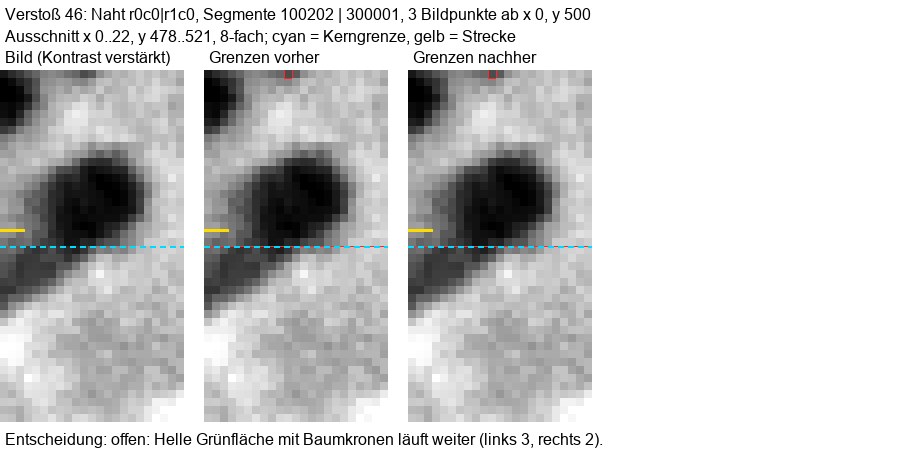 Verstoß 46: Naht r0c0|r1c0, Segmente 100202 | 300001, 3 Bildpunkte ab x 0, y 500
Ausschnitt x 0..22, y 478..521, 8-fach; cyan = Kerngrenze, gelb = Strecke
Bild (Kontrast verstärkt) Grenzen vorher Grenzen nachher
Entscheidung: offen: Helle Grünfläche mit Baumkronen läuft weiter (links 3, rechts 2).